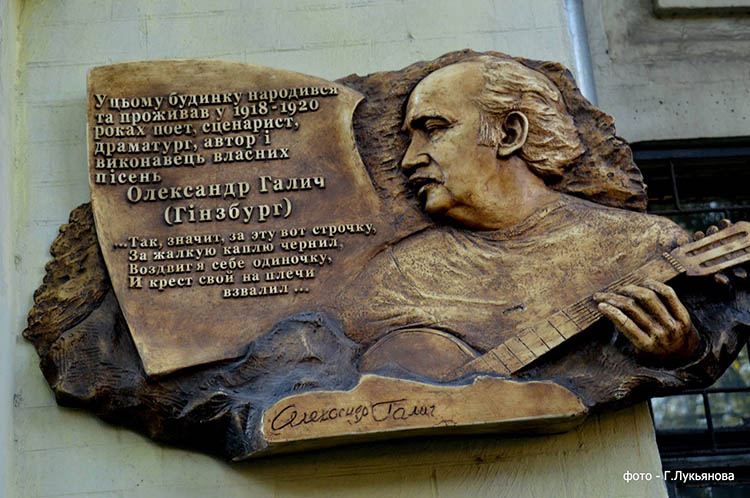 У цьому будинку народився
та проживав у 1918-1920
роках поет, сценарист,
драматург, автор і
виконавець власних
пісень
Олександр Галич
(Гінзбург)
...Так, значит, за эту вот строчку,
За жалкую каплю чернил,
Воздвиг я себе одиночку,
И крест свой на плечи
взвалил ...
Александр Галич
фото - Г.Лукьянова